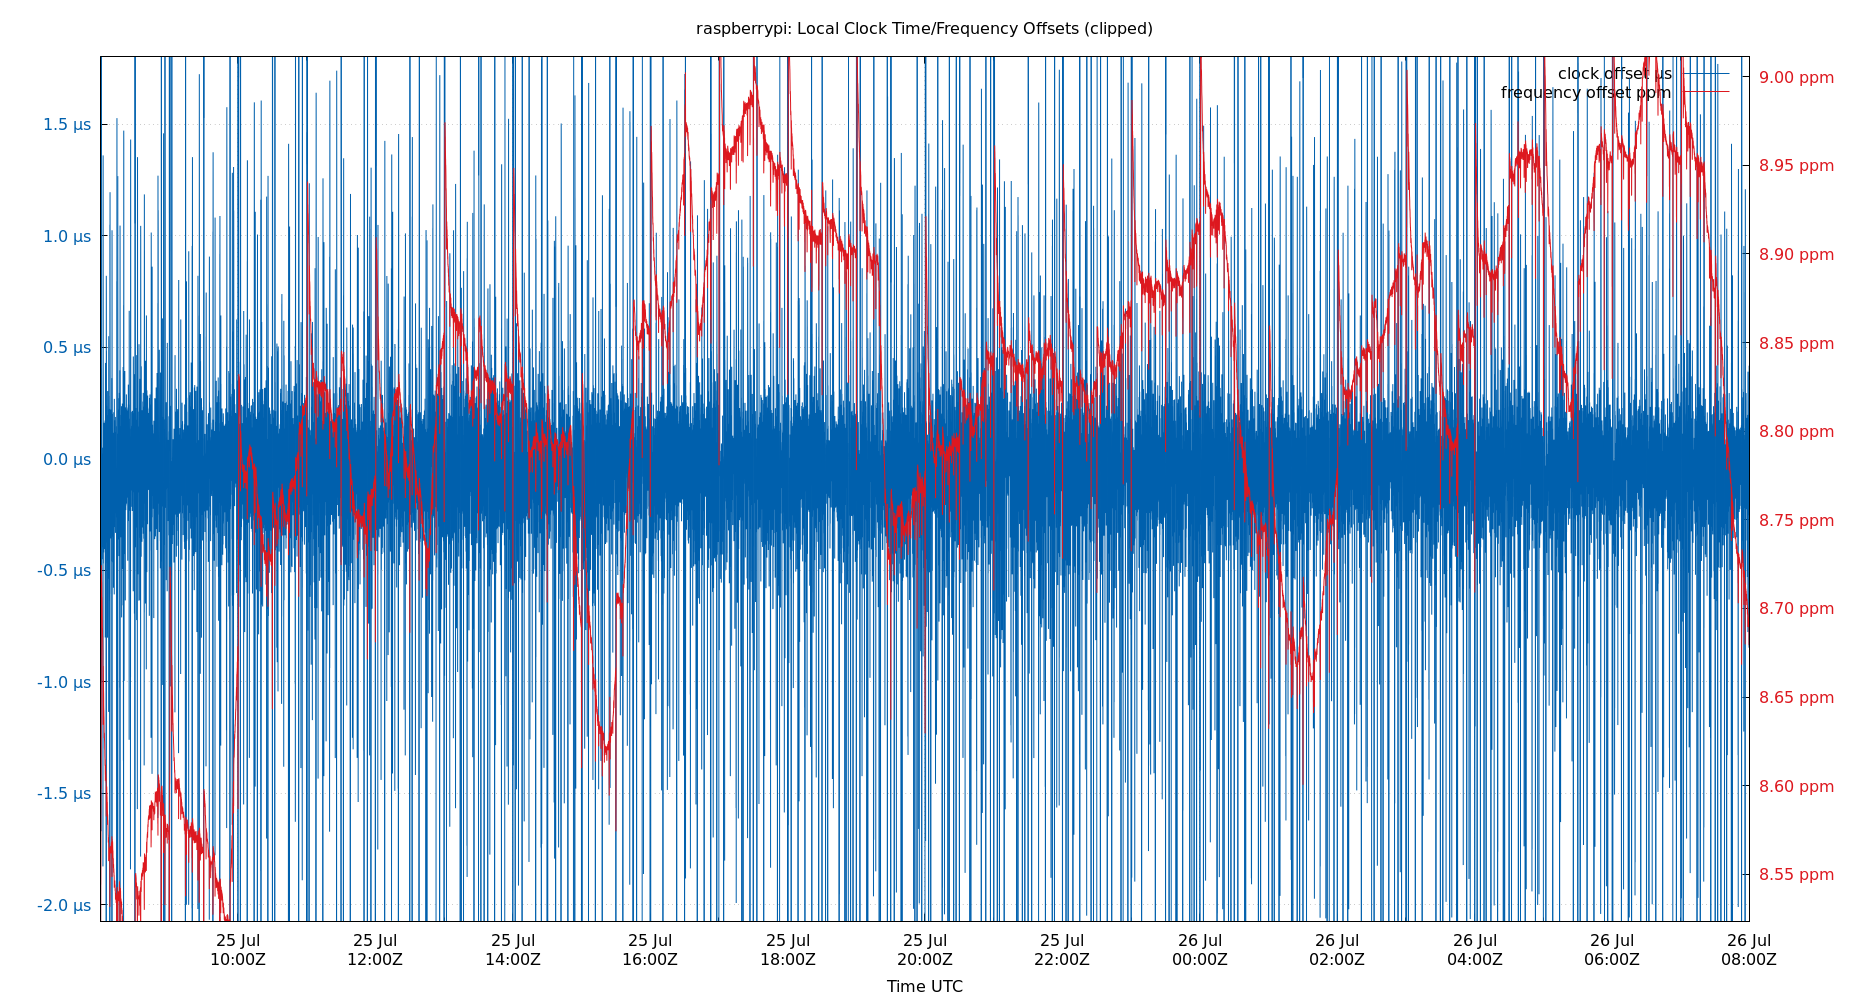 raspberrypi: Local Clock Time/Frequency Offsets (clipped)
clock offset µs
frequency offset ppm
1.5 µs
1.0 µs
0.5 µs
0.0 µs
-0.5 µs
-1.0 µs
-1.5 µs
-2.0 µs
9.00 ppm
8.95 ppm
8.90 ppm
8.85 ppm
8.80 ppm
8.75 ppm
8.70 ppm
8.65 ppm
8.60 ppm
8.55 ppm
25 Jul 25 Jul 25 Jul 25 Jul 25 Jul 25 Jul 25 Jul 26 Jul 26 Jul 26 Jul 26 Jul 26 Jul
10:00Z 12:00Z 14:00Z 16:00Z 18:00Z 20:00Z 22:00Z 00:00Z 02:00Z 04:00Z 06:00Z 08:00Z
Time UTC